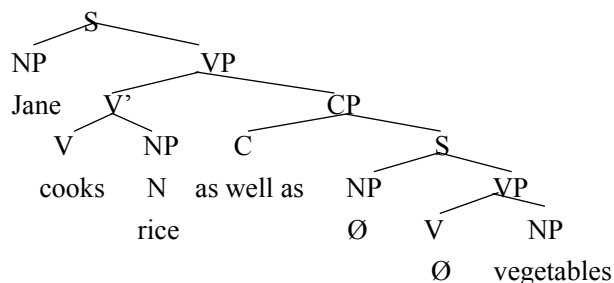 S
NP VP
Jane V’ CP
V NP C S
cooks N as well as NP VP
rice Ø V NP
Ø vegetables